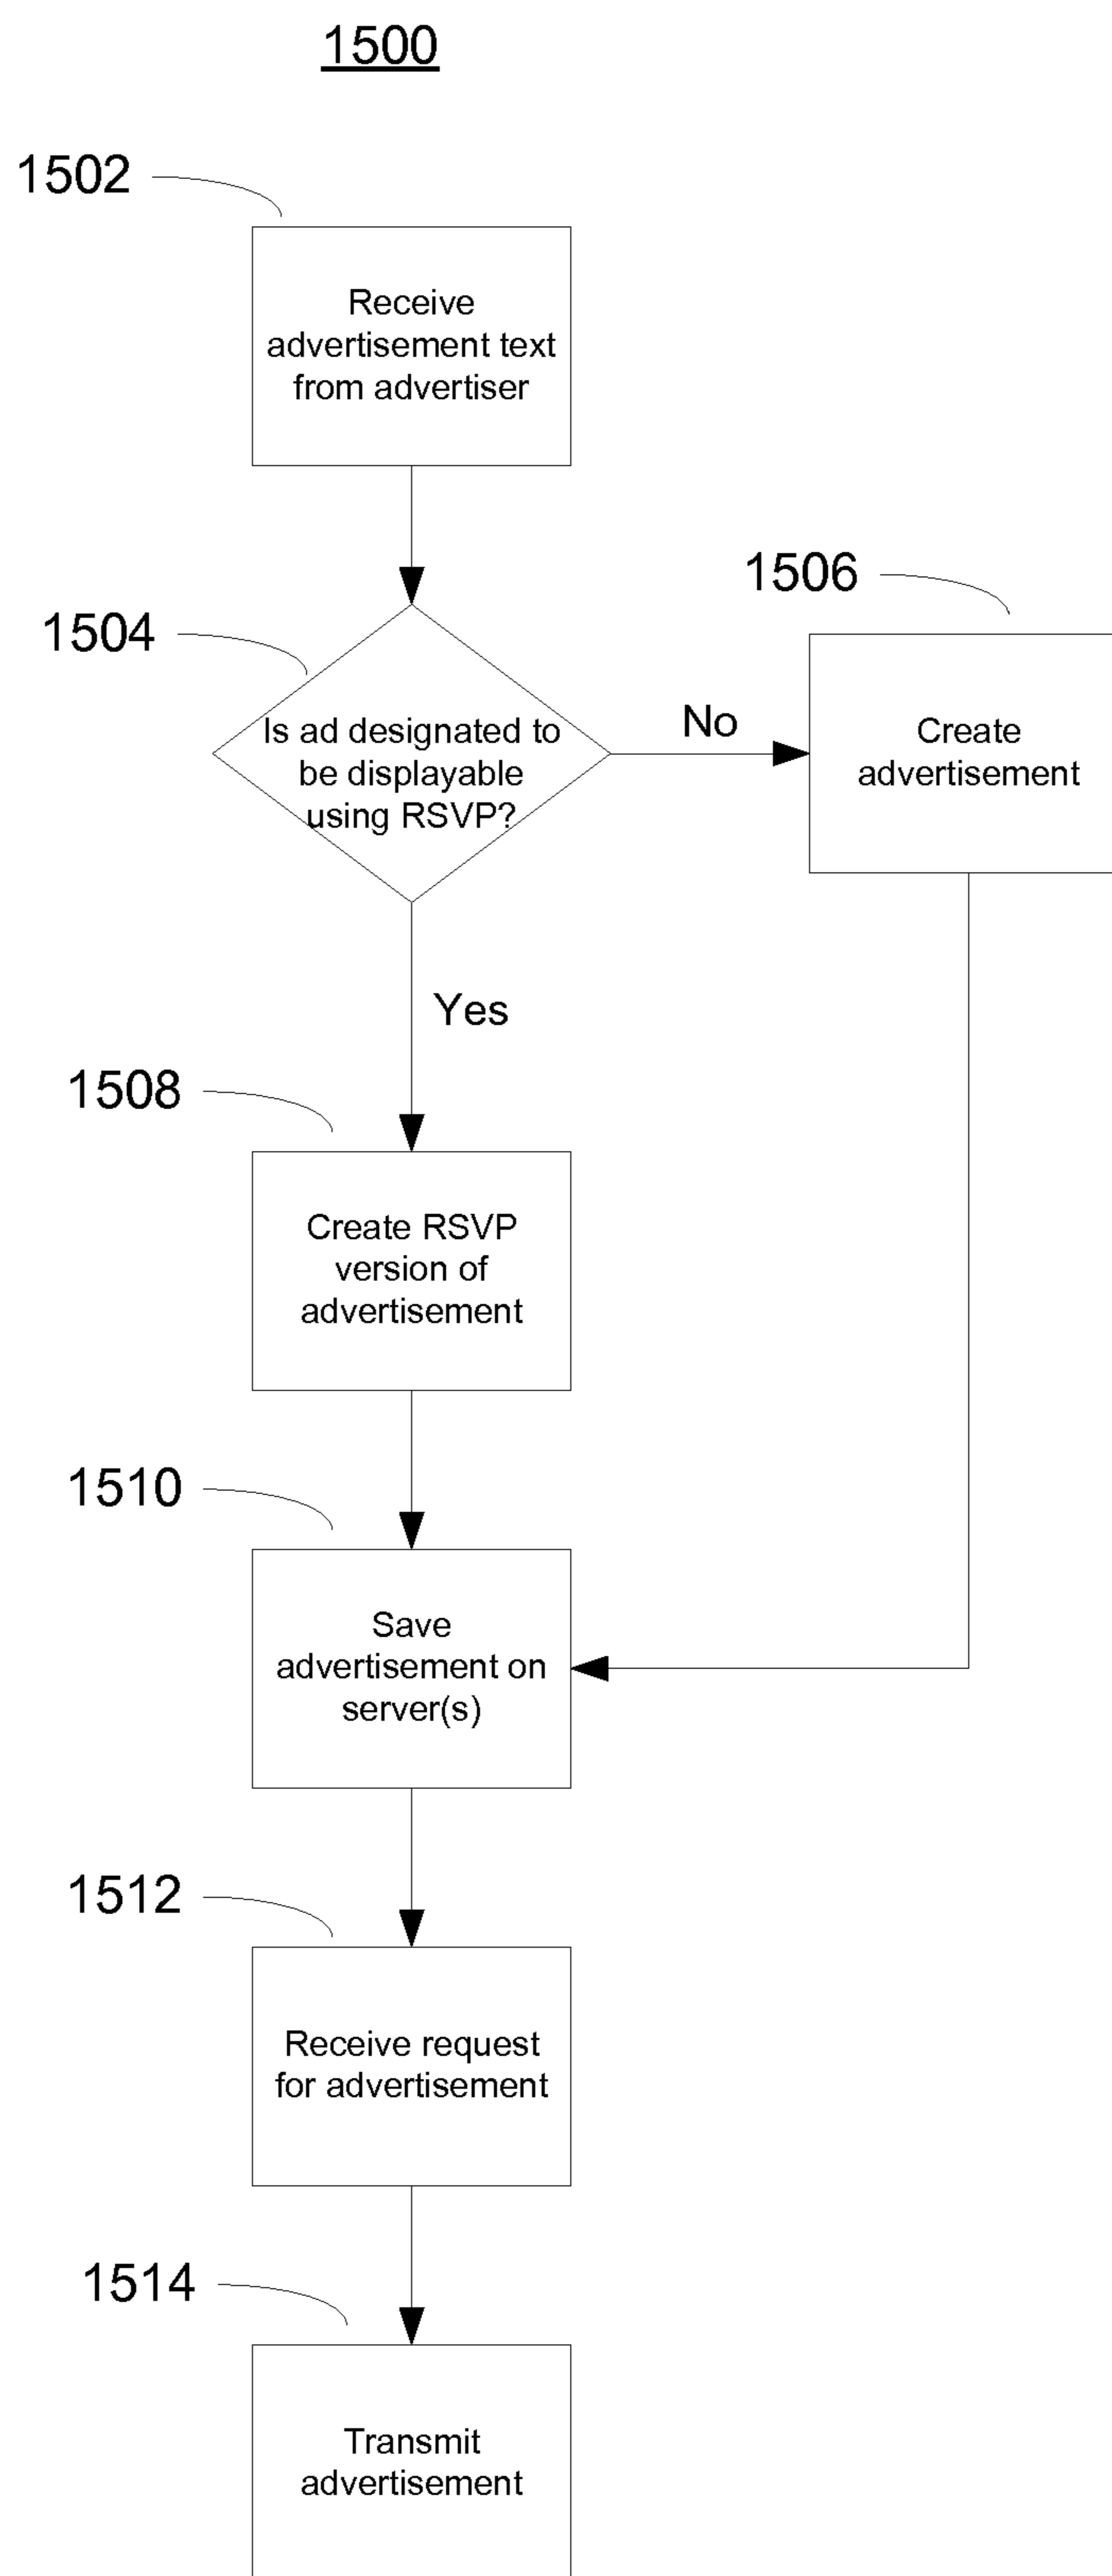 1500
1502
Receive
advertisement text
from advertiser
1504
Is ad designated to
be displayable
using RSVP?
No
1506
Create
advertisement
Yes
1508
Create RSVP
version of
advertisement
1510
Save
advertisement on
server(s)
1512
Receive request
for advertisement
1514
Transmit
advertisement